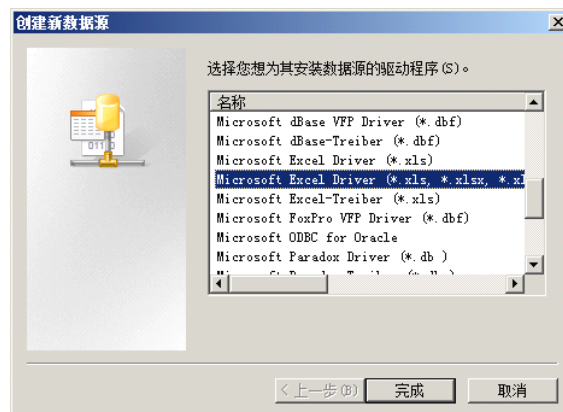 创建新数据源
选择您想为其安装数据源的驱动程序(S)。
名称
Microsoft dBase VFP Driver (*.dbf)
Microsoft dBase-Treiber (*.dbf)
Microsoft Excel Driver (*.xls)
Microsoft Excel Driver (*.xls, *.xlsx, *.xl
Microsoft Excel-Treiber (*.xls)
Microsoft FoxPro VFP Driver (*.dbf)
Microsoft ODBC for Oracle
Microsoft Paradox Driver (*.db )
<上一步(B)
完成
取消